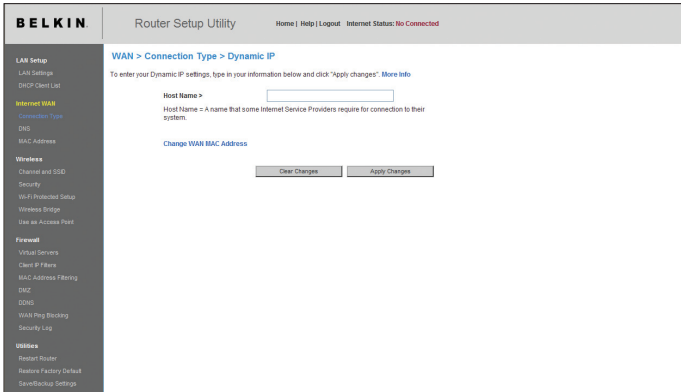 BELKIN.
Router Setup Utility
Home | Help | Logout Internet Status: No Connected
LAN Setup
LAN Settings
DHCP Client List
Internet WAN
Connection Type
DNS
MAC Address
Wireless
Channel and SSID
Security
Wi-Fi Protected Setup
Wireless Bridge
Use as Access Point
Firewall
Virtual Servers
Client IP Filters
MAC Address Filtering
DMZ
DDNS
WAN Ping Blocking
Security Log
Utilities
Restart Router
Restore Factory Default
Save/Backup Settings
WAN > Connection Type > Dynamic IP
To enter your Dynamic IP settings, type in your information below and click "Apply changes". More Info
Host Name >
Host Name = A name that some Internet Service Providers require for connection to their
system.
Change WAN MAC Address
Clear Changes
Apply Changes